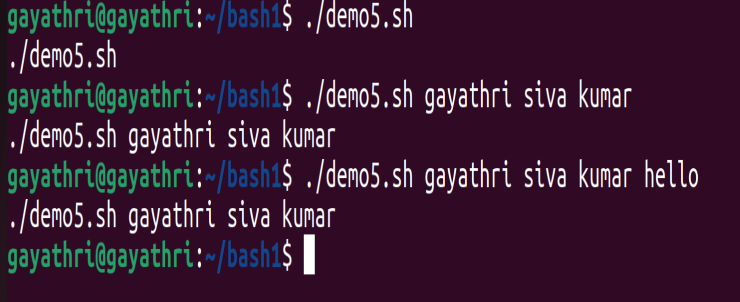 gayathri@gayathri:~/bash1$ ./demo5.sh
./demo5.sh
gayathri@gayathri:~/bash1$ ./demo5.sh gayathri siva kumar
./demo5.sh gayathri siva kumar
gayathri@gayathri:~/bash1$ ./demo5.sh gayathri siva kumar hello
./demo5.sh gayathri siva kumar
gayathri@gayathri:~/bash1$